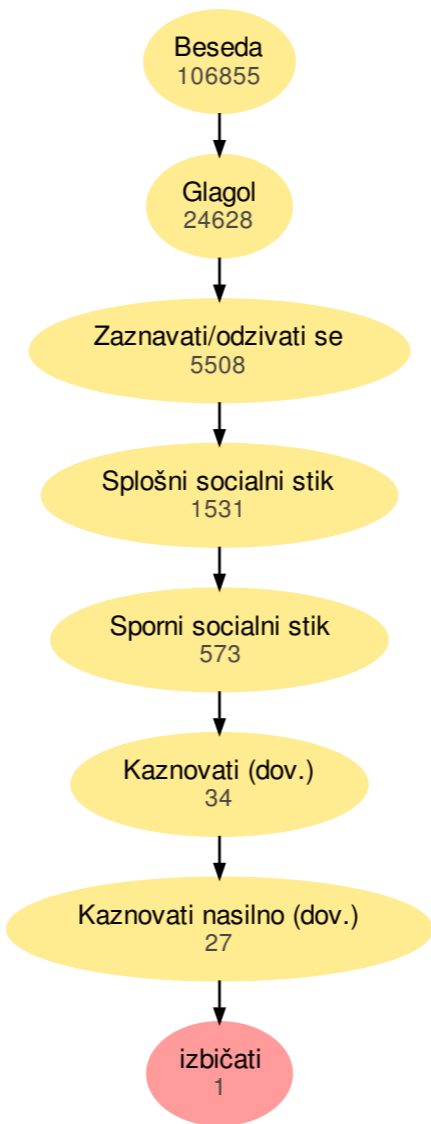 Beseda
106855
Glagol
24628
Zaznavati/odzivati se
5508
Splošni socialni stik
1531
Sporni socialni stik
573
Kaznovati (dov.)
34
Kaznovati nasilno (dov.)
27
izbičati
1